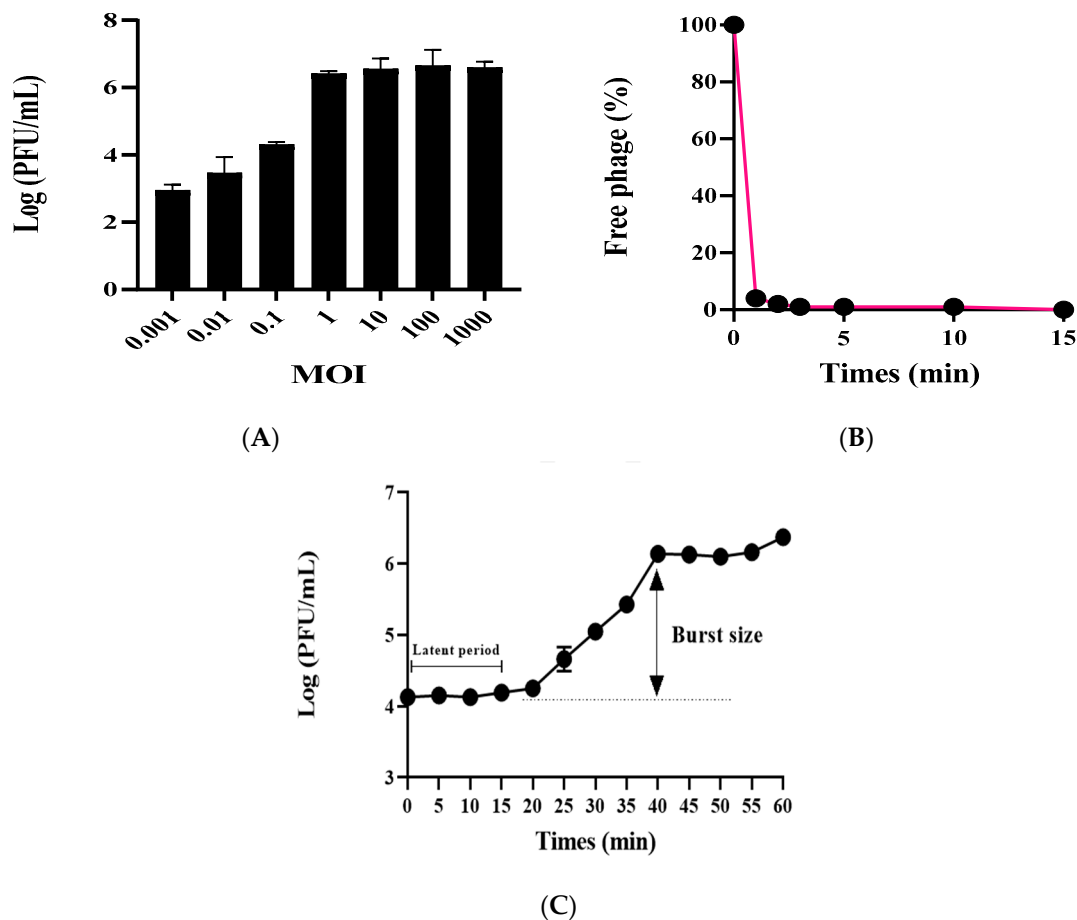 Log (PFU/mL)
8
6
4
2
0
0.001 0.01 0.1 1 10 100 1000
MOI
(A)
Free phage (%)
100
80
60
40
20
0
0 5 10 15
Times (min)
(B)
Log (PFU/mL)
7
6
5
4
3
Latent period
Burst size
0 5 10 15 20 25 30 35 40 45 50 55 60
Times (min)
(C)